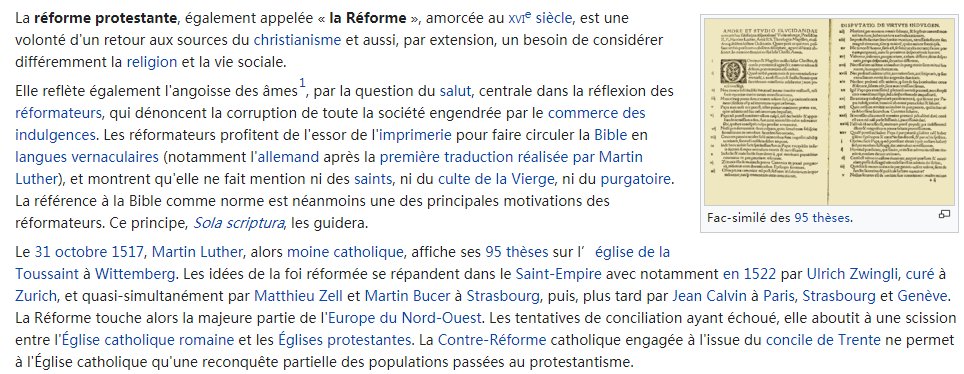 La réforme protestante, également appelée « la Réforme », amorcée au XVIe siècle, est une
volonté d'un retour aux sources du christianisme et aussi, par extension, un besoin de considérer
différemment la religion et la vie sociale.
Elle reflète également l'angoisse des âmes1, par la question du salut, centrale dans la réflexion des
réformateurs, qui dénoncent la corruption de toute la société engendrée par le commerce des
indulgences. Les réformateurs profitent de l'essor de l'imprimerie pour faire circuler la Bible en
langues vernaculaires (notamment l'allemand après la première traduction réalisée par Martin
Luther), et montrent qu'elle ne fait mention ni des saints, ni du culte de la Vierge, ni du purgatoire.
La référence à la Bible comme norme est néanmoins une des principales motivations des
réformateurs. Ce principe, Sola scriptura, les guidera.
Fac-similé des 95 thèses.
Le 31 octobre 1517, Martin Luther, alors moine catholique, affiche ses 95 thèses sur l’église de la
Toussaint à Wittemberg. Les idées de la foi réformée se répandent dans le Saint-Empire avec notamment en 1522 par Ulrich Zwingli, curé à
Zurich, et quasi-simultanément par Matthieu Zell et Martin Bucer à Strasbourg, puis, plus tard par Jean Calvin à Paris, Strasbourg et Genève.
La Réforme touche alors la majeure partie de l'Europe du Nord-Ouest. Les tentatives de conciliation ayant échoué, elle aboutit à une scission
entre l'Église catholique romaine et les Églises protestantes. La Contre-Réforme catholique engagée à l'issue du concile de Trente ne permet
à l'Église catholique qu'une reconquête partielle des populations passées au protestantisme.